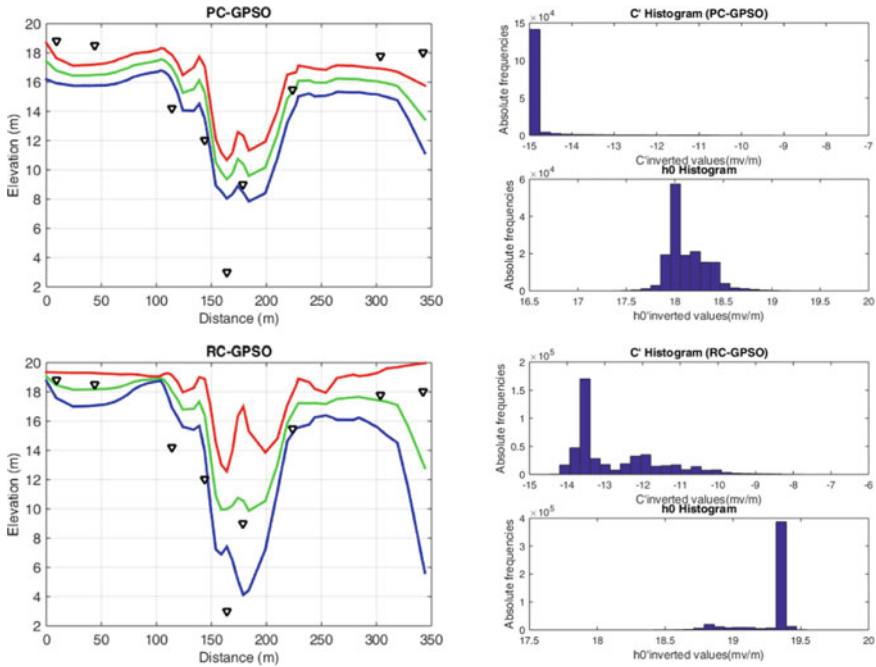 PC-GPSO
20
18
16
14
12
10
8
6
4
2
Elevation (m)
0 50 100 150 200 250 300 350
Distance (m)
C' Histogram (PC-GPSO)
×10⁴
15
10
5
0
Absolute frequencies
-15 -14 -13 -12 -11 -10 -9 -8 -7
C'inverted values(mv/m)
h0 Histogram
×10⁴
6
4
2
0
Absolute frequencies
16.5 17 17.5 18 18.5 19 19.5 20
h0'inverted values(mv/m)
RC-GPSO
20
18
16
14
12
10
8
6
4
2
Elevation (m)
0 50 100 150 200 250 300 350
Distance (m)
C' Histogram (RC-GPSO)
×10⁵
2
1.5
1
0.5
0
Absolute frequencies
-15 -14 -13 -12 -11 -10 -9 -8 -7 -6
C'inverted values(mv/m)
h0 Histogram
×10⁵
4
3
2
1
0
Absolute frequencies
17.5 18 18.5 19 19.5 20
h0'inverted values(mv/m)